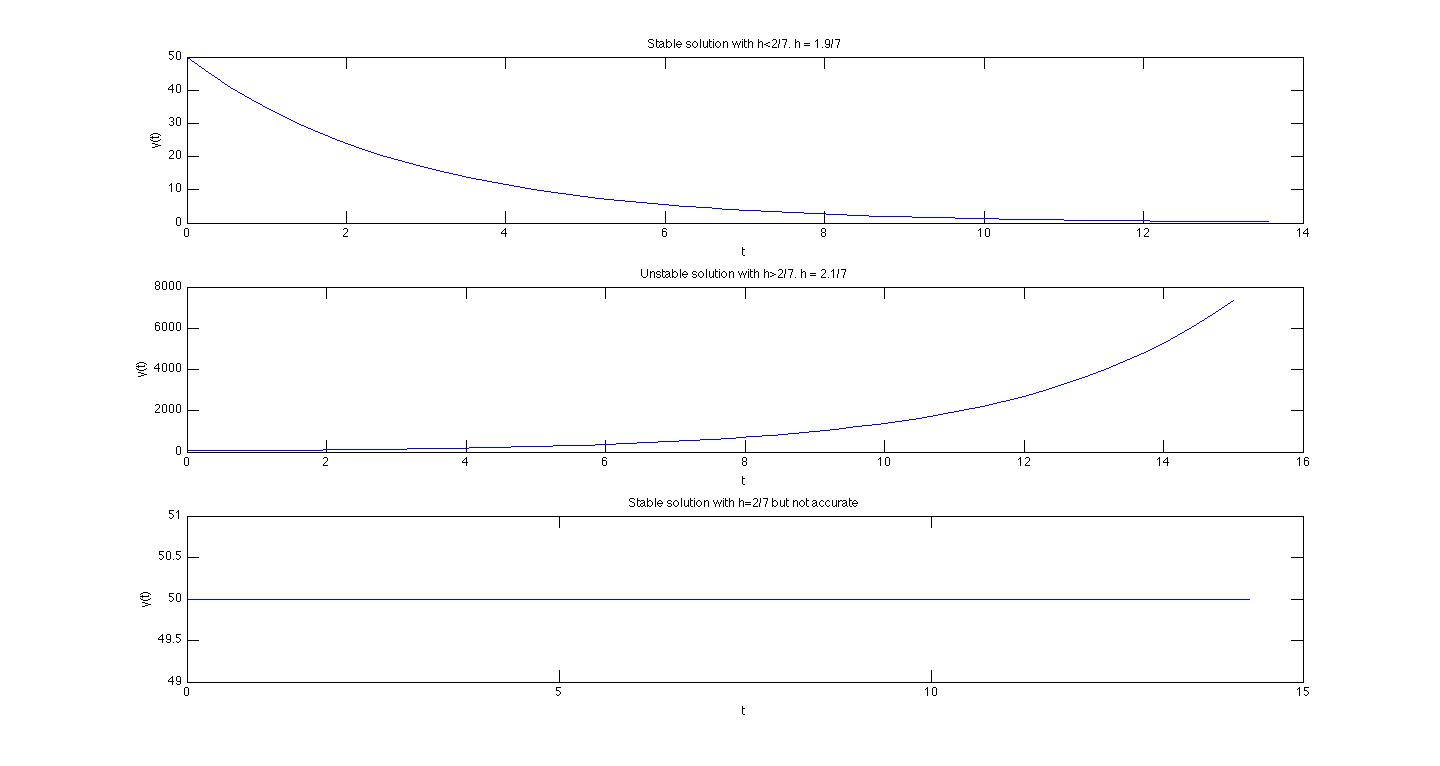 Stable solution with h<2/7. h = 1.9/7
50
40
30
20
10
0
y(t)
0 2 4 6 8 10 12 14
t
Unstable solution with h>2/7. h = 2.1/7
8000
6000
4000
2000
0
y(t)
0 2 4 6 8 10 12 14 16
t
Stable solution with h=2/7 but not accurate
51
50.5
50
49.5
49
y(t)
0 5 10 15
t